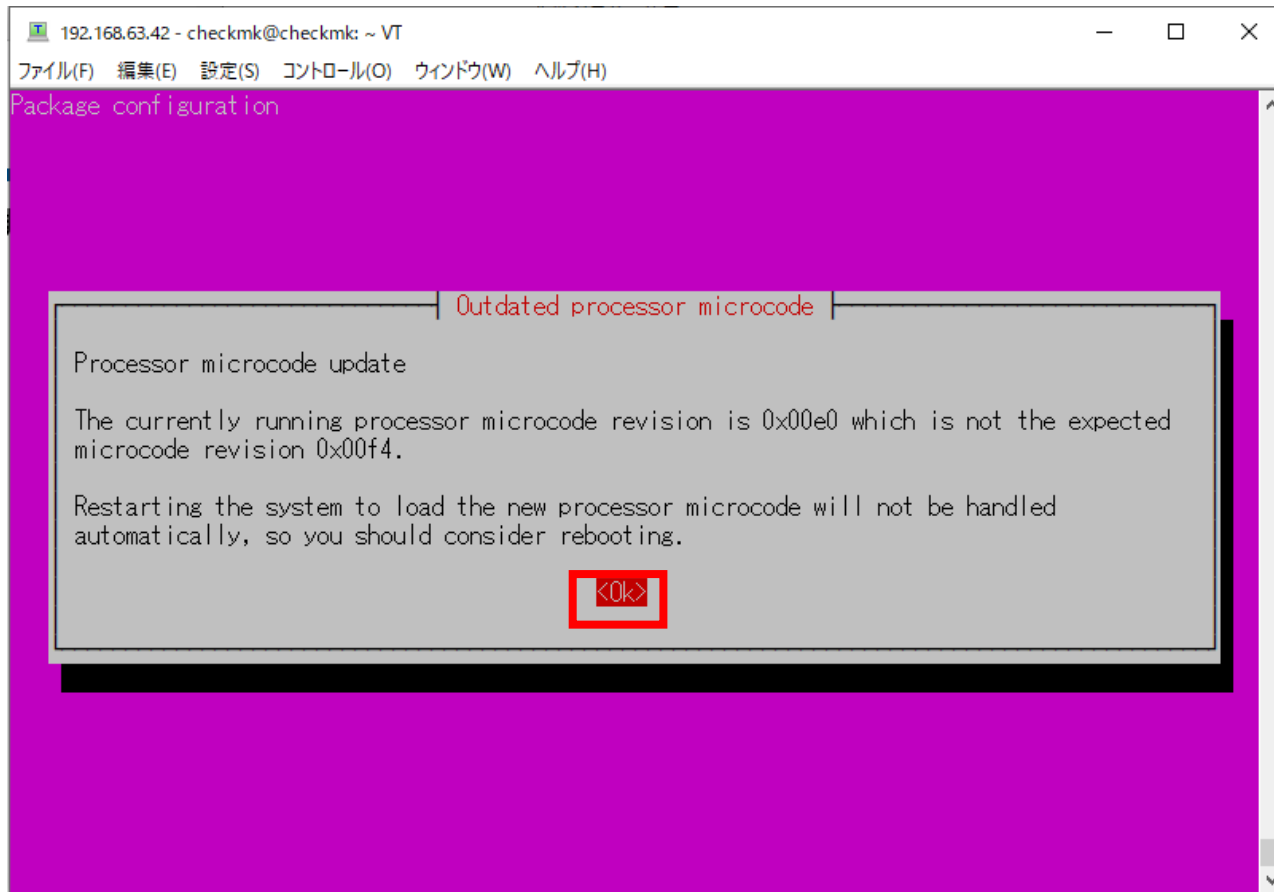 192.168.63.42 - checkmk@checkmk: ~ VT
ファイル(F) 編集(E) 設定(S) コントロール(O) ウィンドウ(W) ヘルプ(H)
Package configuration
Outdated processor microcode
Processor microcode update
The currently running processor microcode revision is 0x00e0 which is not the expected
microcode revision 0x00f4.
Restarting the system to load the new processor microcode will not be handled
automatically, so you should consider rebooting.
<Ok>